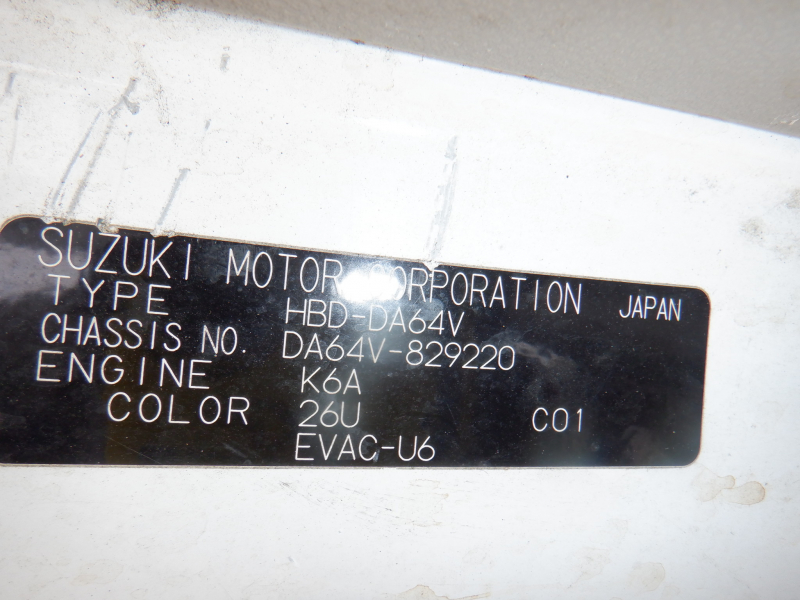 SUZUKI MOTOR CORPORATION JAPAN
TYPE HBD-DA64V
CHASSIS NO. DA64V-829220
ENGINE K6A
COLOR 26U C01
EVAC-U6